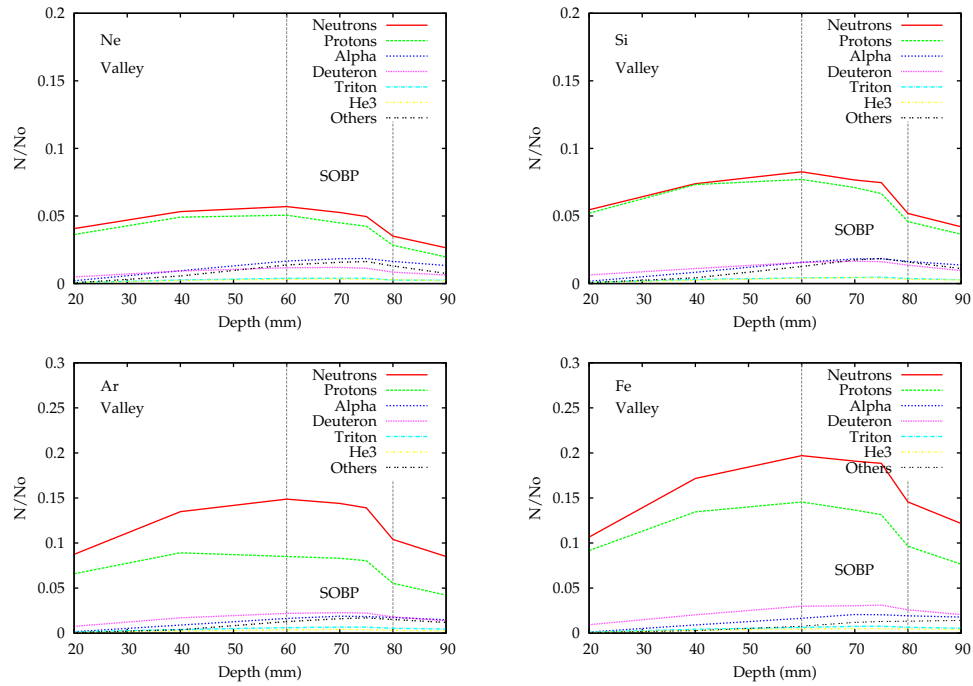 Ne
Valley
Neutrons
Protons
Alpha
Deuteron
Triton
He3
Others
SOBP
N/No
0.2
0.15
0.1
0.05
0
20 30 40 50 60 70 80 90
Depth (mm)
Si
Valley
Neutrons
Protons
Alpha
Deuteron
Triton
He3
Others
SOBP
N/No
0.2
0.15
0.1
0.05
0
20 30 40 50 60 70 80 90
Depth (mm)
Ar
Valley
Neutrons
Protons
Alpha
Deuteron
Triton
He3
Others
SOBP
N/No
0.3
0.25
0.2
0.15
0.1
0.05
0
20 30 40 50 60 70 80 90
Depth (mm)
Fe
Valley
Neutrons
Protons
Alpha
Deuteron
Triton
He3
Others
SOBP
N/No
0.3
0.25
0.2
0.15
0.1
0.05
0
20 30 40 50 60 70 80 90
Depth (mm)